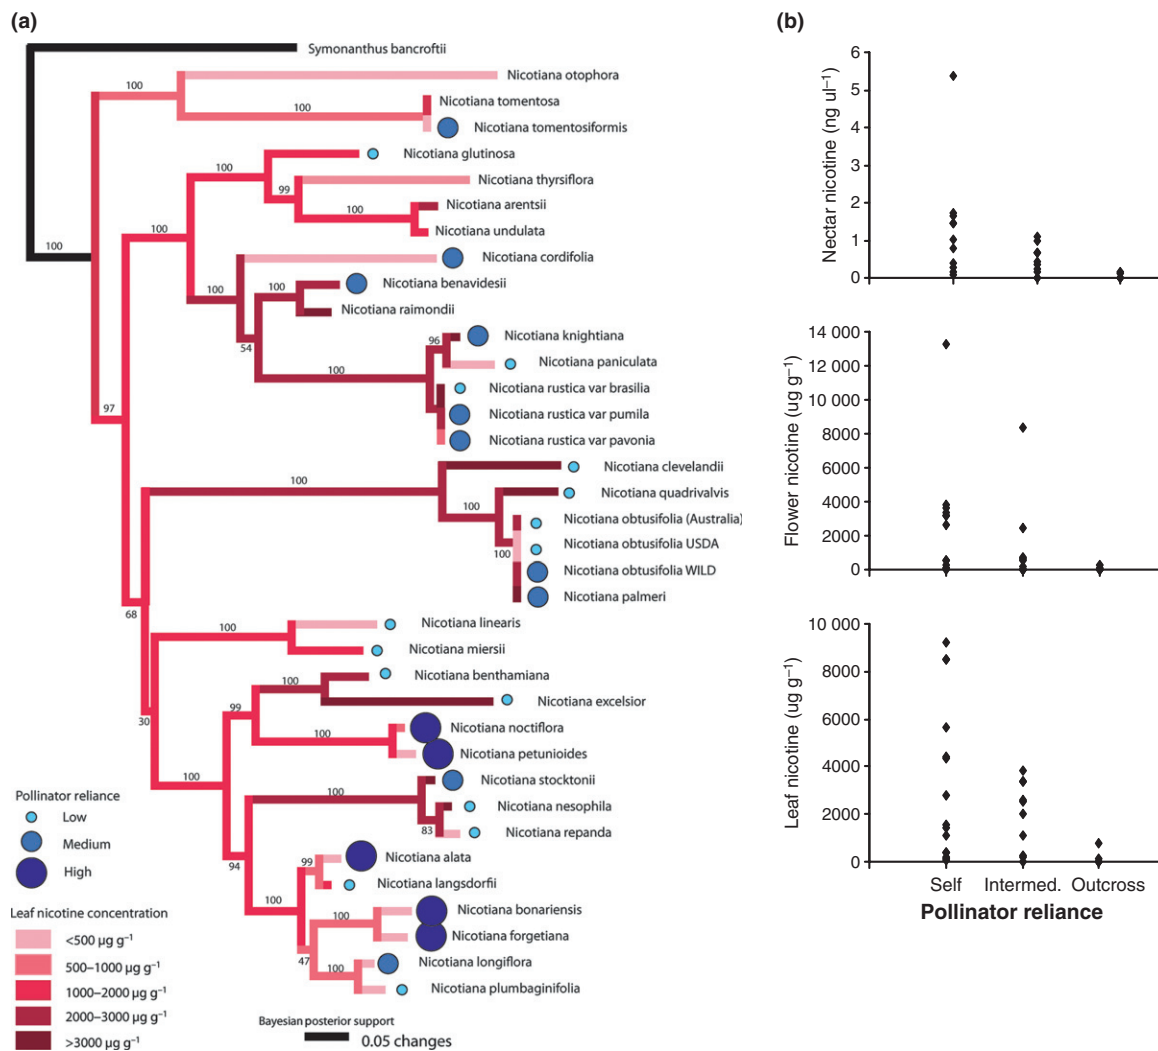 (a)
Symonanthus bancroftii
Nicotiana otophora
100
Nicotiana tomentosa
100
Nicotiana tomentosiformis
Nicotiana glutinosa
100
Nicotiana thyrsiflora
99
Nicotiana arentsii
100
Nicotiana undulata
100
Nicotiana cordifolia
100
Nicotiana benavidesii
100
Nicotiana raimondii
54
Nicotiana knightiana
96
Nicotiana paniculata
100
Nicotiana rustica var brasilia
97
Nicotiana rustica var pumila
Nicotiana rustica var pavonia
Nicotiana clevelandii
100
Nicotiana quadrivalvis
100
Nicotiana obtusifolia (Australia)
Nicotiana obtusifolia USDA
100
Nicotiana obtusifolia WILD
Nicotiana palmeri
68
Nicotiana linearis
100
Nicotiana miersii
Nicotiana benthamiana
100
Nicotiana excelsior
99
30
Nicotiana noctiflora
100
Nicotiana petunioides
100
Nicotiana stocktonii
100
Nicotiana nesophila
83
Nicotiana repanda
94
Nicotiana alata
99
Nicotiana langsdorfii
100
Nicotiana bonariensis
100
Nicotiana forgetiana
47
Nicotiana longiflora
100
Nicotiana plumbaginifolia
Pollinator reliance
Low
Medium
High
Leaf nicotine concentration
<500 µg g–1
500–1000 µg g–1
1000–2000 µg g–1
2000–3000 µg g–1
>3000 µg g–1
Bayesian posterior support
0.05 changes
(b)
Nectar nicotine (ng ul–1)
6
5
4
3
2
1
0
Flower nicotine (ug g–1)
14 000
12 000
10 000
8000
6000
4000
2000
0
Leaf nicotine (ug g–1)
10 000
8000
6000
4000
2000
0
Self Intermed. Outcross
Pollinator reliance